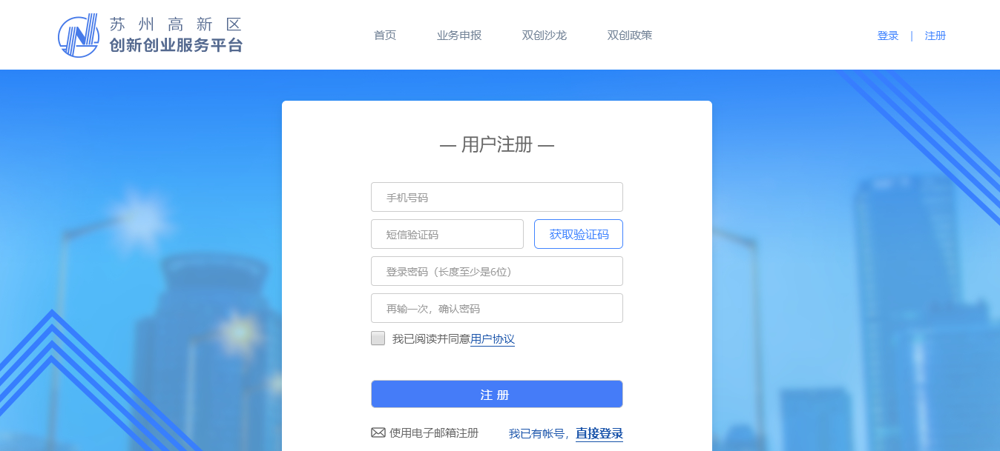 苏州高新区
创新创业服务平台
首页 业务申报 双创沙龙 双创政策 登录 | 注册
— 用户注册 —
手机号码
短信验证码 获取验证码
登录密码（长度至少是6位）
再输一次，确认密码
我已阅读并同意用户协议
注 册
使用电子邮箱注册 我已有帐号，直接登录